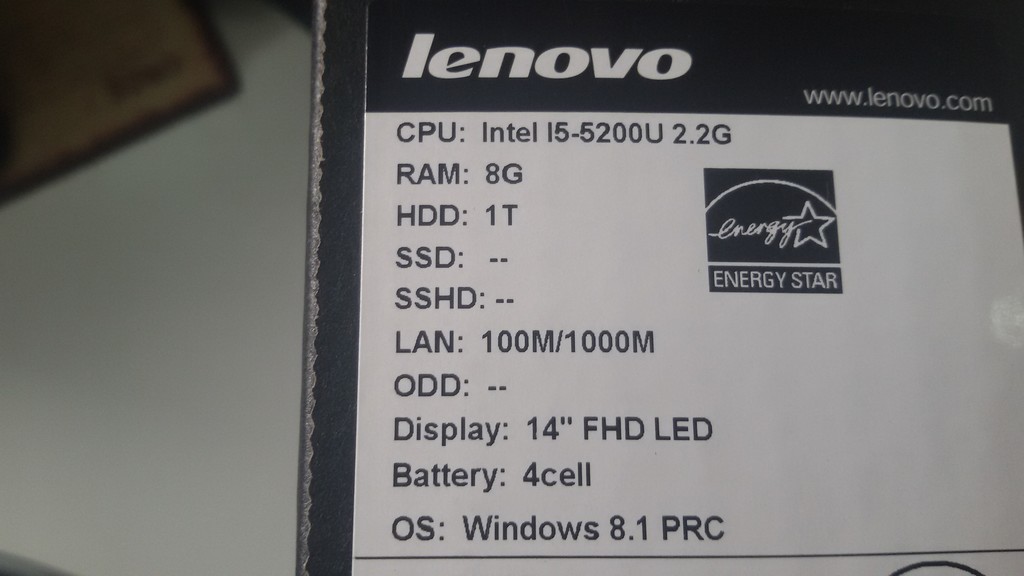 lenovo
www.lenovo.com
CPU: Intel I5-5200U 2.2G
RAM: 8G
HDD: 1T
SSD: --
SSHD: --
LAN: 100M/1000M
ODD: --
Display: 14" FHD LED
Battery: 4cell
OS: Windows 8.1 PRC
energy
ENERGY STAR